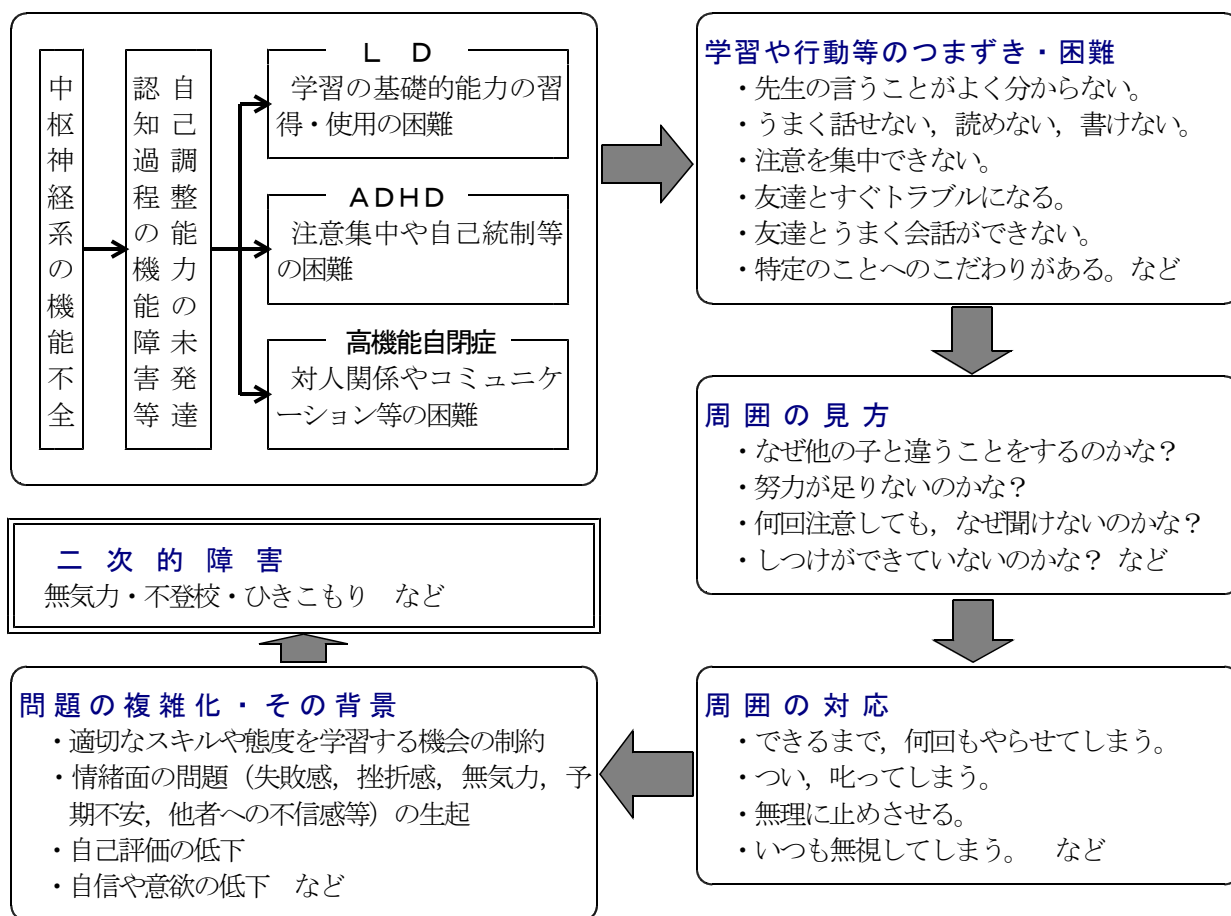 中枢神経系の機能不全
自己調整能力の未発達
認知過程の機能障害等
ＬＤ
学習の基礎的能力の習
得・使用の困難
ＡＤＨＤ
注意集中や自己統制等
の困難
高機能自閉症
対人関係やコミュニケ
ーション等の困難
学習や行動等のつまずき・困難
・先生の言うことがよく分からない。
・うまく話せない，読めない，書けない。
・注意を集中できない。
・友達とすぐトラブルになる。
・友達とうまく会話ができない。
・特定のことへのこだわりがある。など
周囲の見方
・なぜ他の子と違うことをするのかな？
・努力が足りないのかな？
・何回注意しても，なぜ聞けないのかな？
・しつけができていないのかな？ など
周囲の対応
・できるまで，何回もやらせてしまう。
・つい，叱ってしまう。
・無理に止めさせる。
・いつも無視してしまう。　など
問題の複雑化・その背景
・適切なスキルや態度を学習する機会の制約
・情緒面の問題（失敗感，挫折感，無気力，予
期不安，他者への不信感等）の生起
・自己評価の低下
・自信や意欲の低下　など
二次的障害
無気力・不登校・ひきこもり　など